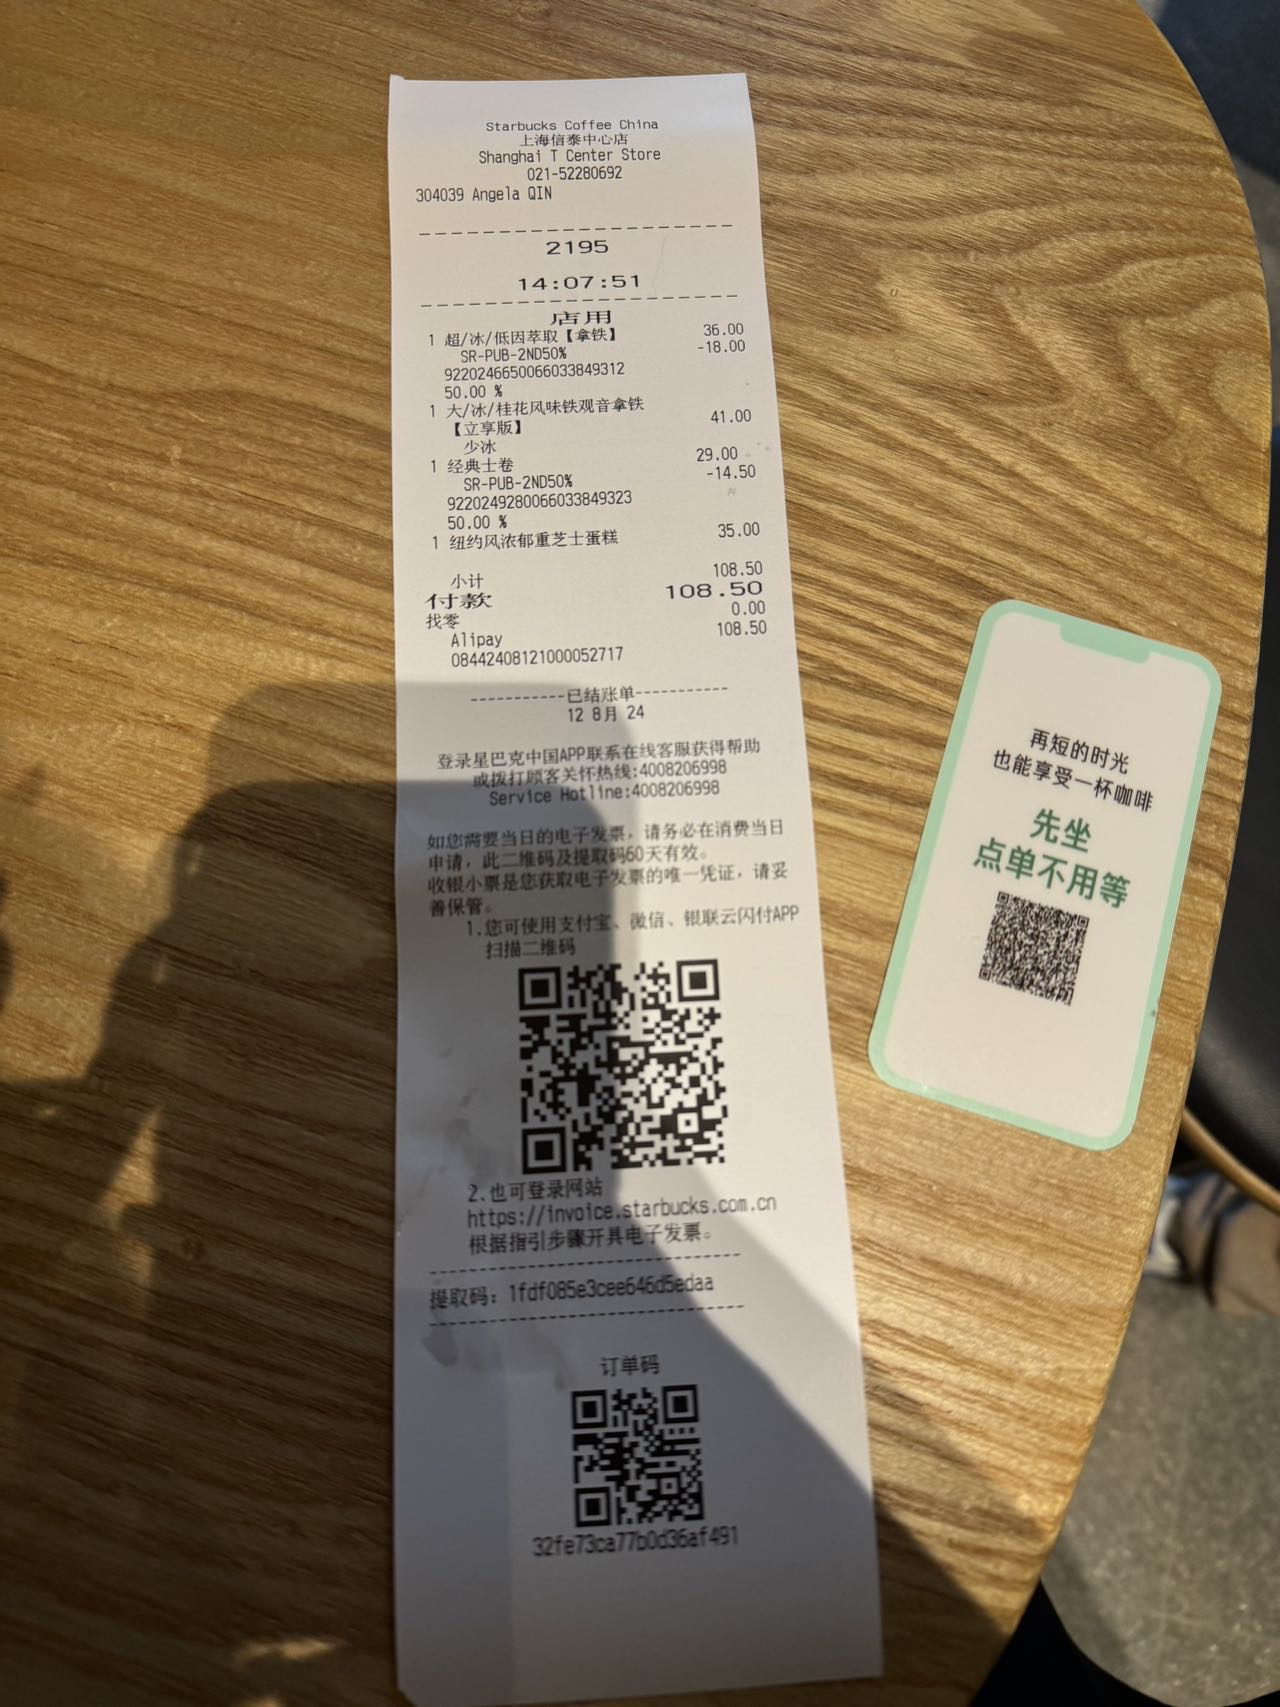 Starbucks Coffee China
上海信泰中心店
Shanghai T Center Store
021-52280692
304039 Angela QIN
2195
14:07:51
店用
1 超/冰/低因萃取【拿铁】 36.00
SR-PUB-2ND50% -18.00
9220246650066033849312
50.00 %
1 大/冰/桂花风味铁观音拿铁
【立享版】 41.00
少冰
1 经典士卷 29.00
SR-PUB-2ND50% -14.50
9220249280066033849323
50.00 %
1 纽约风浓郁重芝士蛋糕 35.00
小计 108.50
付款 108.50
找零 0.00
Alipay 108.50
08442408121000052717
-----------已结账单-----------
12 8月 24
登录星巴克中国APP联系在线客服获得帮助
或拨打顾客关怀热线:4008206998
Service Hotline:4008206998
如您需要当日的电子发票，请务必在消费当日
申请，此二维码及提取码60天有效。
收银小票是您获取电子发票的唯一凭证，请妥
善保管。
1.您可使用支付宝、微信、银联云闪付APP
扫描二维码
2.也可登录网站
https://invoice.starbucks.com.cn
根据指引步骤开具电子发票。
提取码: 1fdf085e3cee646d5edaa
订单码
32fe73ca77b0d36af491
再短的时光
也能享受一杯咖啡
先坐
点单不用等